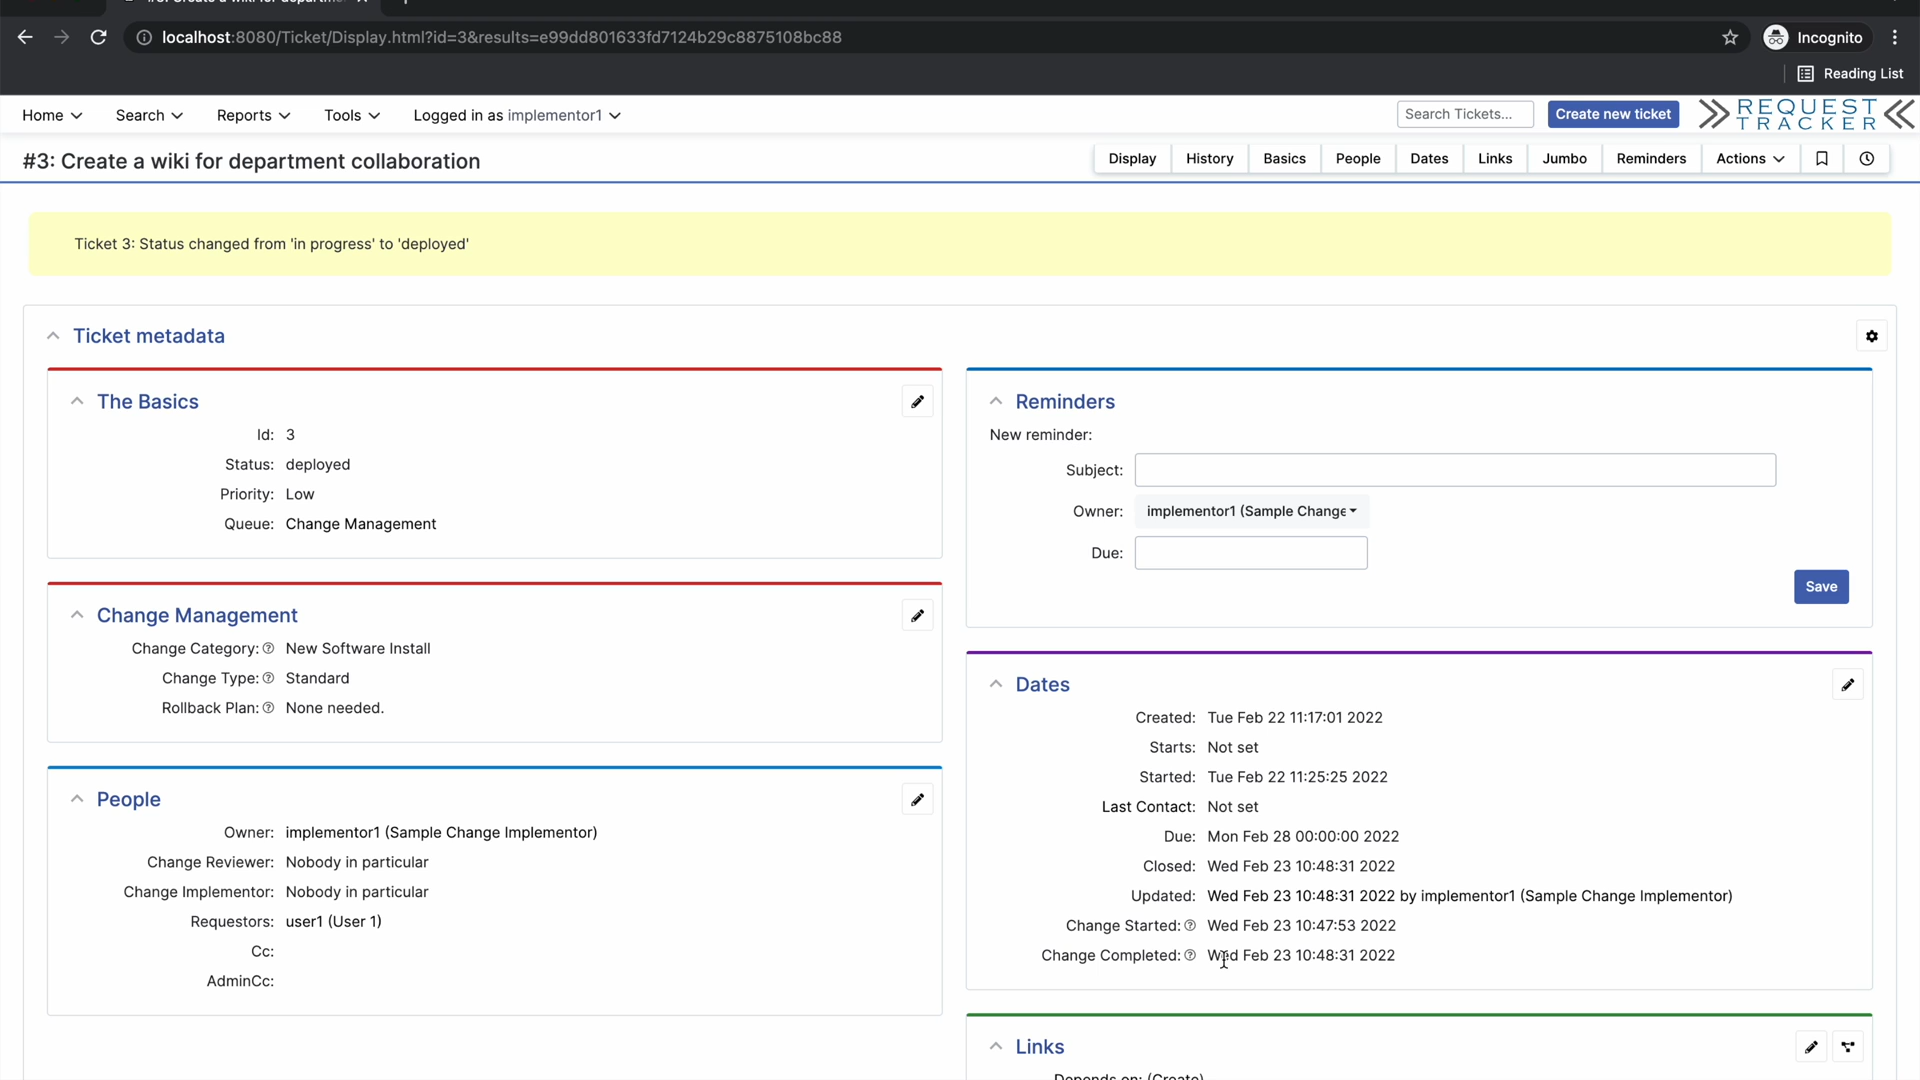 localhost:8080/Ticket/Display.html?id=3&results=e99dd801633fd7124b29c8875108bc88
Incognito
Reading List
Home
Search
Reports
Tools
Logged in as implementor1
Search Tickets...
Create new ticket
REQUEST
TRACKER
#3: Create a wiki for department collaboration
Display
History
Basics
People
Dates
Links
Jumbo
Reminders
Actions
Ticket 3: Status changed from 'in progress' to 'deployed'
Ticket metadata
The Basics
Id: 3
Status: deployed
Priority: Low
Queue: Change Management
Change Management
Change Category: New Software Install
Change Type: Standard
Rollback Plan: None needed.
People
Owner: implementor1 (Sample Change Implementor)
Change Reviewer: Nobody in particular
Change Implementor: Nobody in particular
Requestors: user1 (User 1)
Cc:
AdminCc:
Reminders
New reminder:
Subject:
Owner: implementor1 (Sample Change
Due:
Save
Dates
Created: Tue Feb 22 11:17:01 2022
Starts: Not set
Started: Tue Feb 22 11:25:25 2022
Last Contact: Not set
Due: Mon Feb 28 00:00:00 2022
Closed: Wed Feb 23 10:48:31 2022
Updated: Wed Feb 23 10:48:31 2022 by implementor1 (Sample Change Implementor)
Change Started: Wed Feb 23 10:47:53 2022
Change Completed: Wed Feb 23 10:48:31 2022
Links
Depends on: (Create)